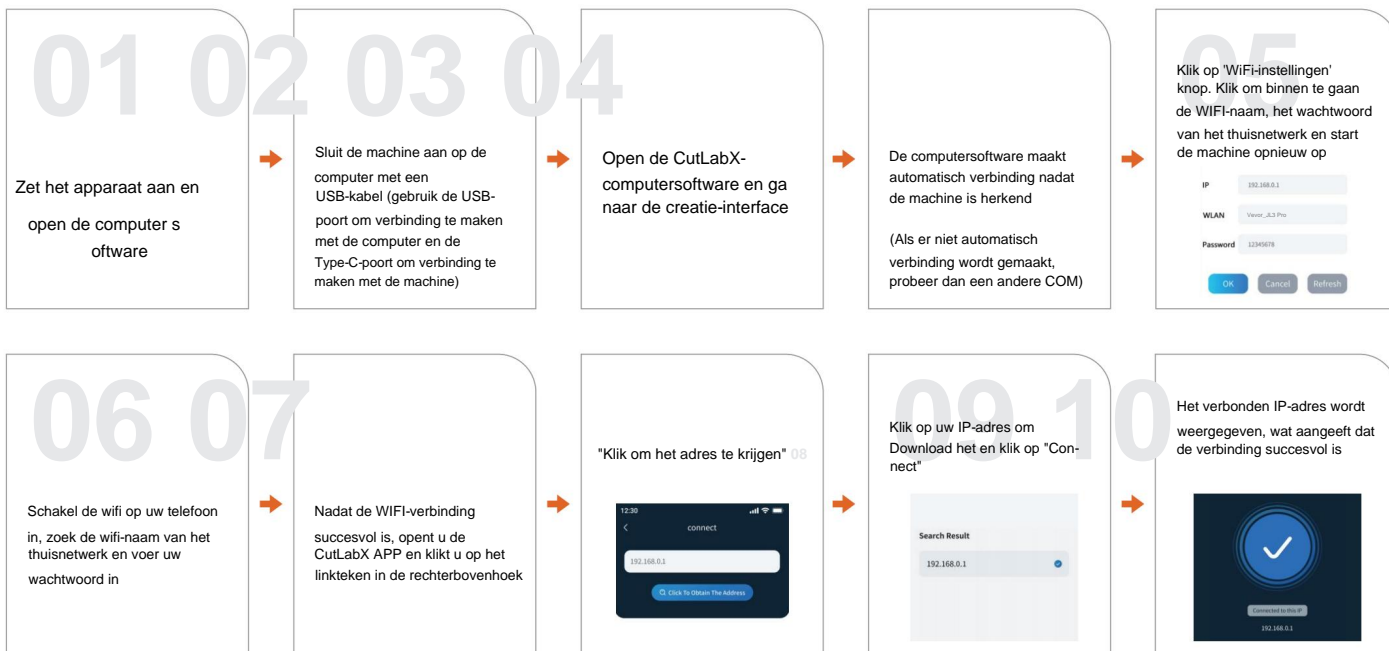 01 02 03 04
05
Zet het apparaat aan en
open de computer s
oftware
Sluit de machine aan op de
computer met een
USB-kabel (gebruik de USB-
poort om verbinding te maken
met de computer en de
Type-C-poort om verbinding te
maken met de machine)
Open de CutLabX-
computersoftware en ga
naar de creatie-interface
De computersoftware maakt
automatisch verbinding nadat
de machine is herkend
(Als er niet automatisch
verbinding wordt gemaakt,
probeer dan een andere COM)
Klik op 'WiFi-instellingen'
knop. Klik om binnen te gaan
de WIFI-naam, het wachtwoord
van het thuisnetwerk en start
de machine opnieuw op
IP 192.168.0.1
WLAN Vevor_JL3 Pro
Password 12345678
OK Cancel Refresh
06 07
Schakel de wifi op uw telefoon
in, zoek de wifi-naam van het
thuisnetwerk en voer uw
wachtwoord in
Nadat de WIFI-verbinding
succesvol is, opent u de
CutLabX APP en klikt u op het
linkteken in de rechterbovenhoek
"Klik om het adres te krijgen" 08
12:30
connect
192.168.0.1
Click To Obtain The Address
09 10
Klik op uw IP-adres om
Download het en klik op "Con-
nect"
Search Result
192.168.0.1
Het verbonden IP-adres wordt
weergegeven, wat aangeeft dat
de verbinding succesvol is
Connected to this IP
192.168.0.1